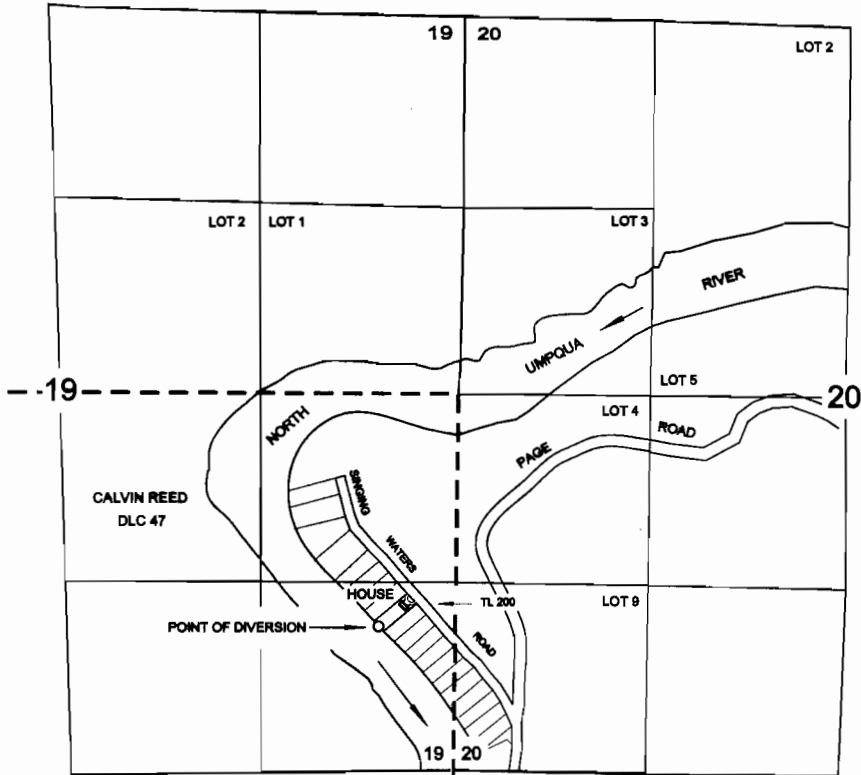 19 20
LOT 2
LOT 2 LOT 1
LOT 3
RIVER
UMPQUA
19
LOT 5
20
NORTH
LOT 4
ROAD
PAGE
SINGING
CALVIN REED
DLC 47
WATERS
HOUSE
TL 200
LOT 9
POINT OF DIVERSION
ROAD
19 20